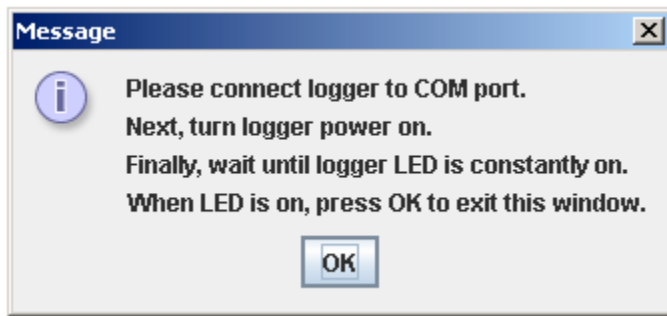 Message
Please connect logger to COM port.
Next, turn logger power on.
Finally, wait until logger LED is constantly on.
When LED is on, press OK to exit this window.
OK